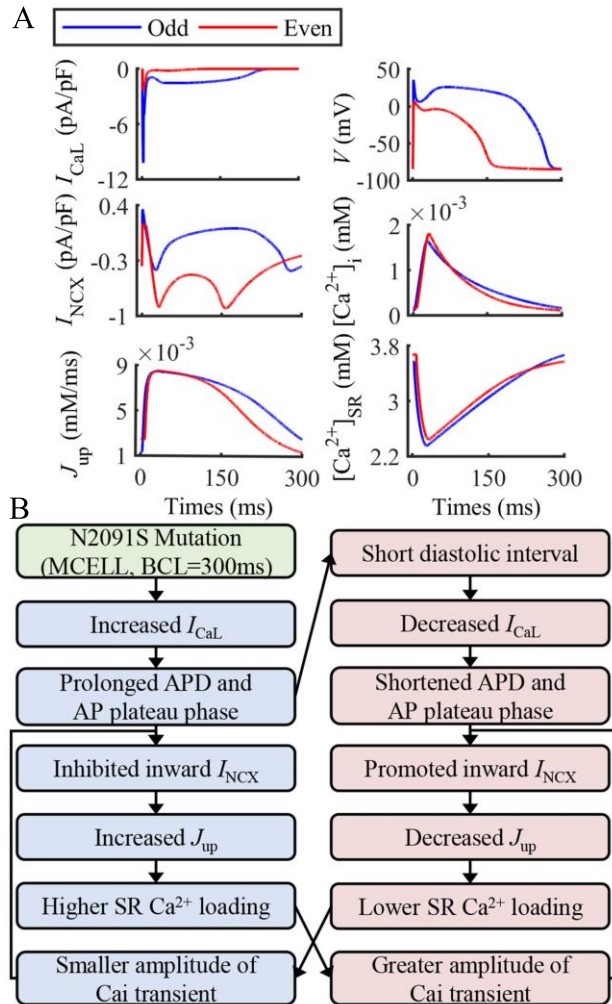 A
Odd Even
0
-6
-12
I_CaL (pA/pF)
50
0
-50
-100
V (mV)
0.4
-0.3
-1
I_NCX (pA/pF)
×10⁻³
2
1
0
[Ca²⁺]_i (mM)
×10⁻³
9
5
1
J_up (mM/ms)
0 150 300
Times (ms)
3.8
3
2.2
[Ca²⁺]_SR (mM)
0 150 300
Times (ms)
B
N2091S Mutation
(MCELL, BCL=300ms)
Increased I_CaL
Prolonged APD and
AP plateau phase
Inhibited inward I_NCX
Increased J_up
Higher SR Ca²⁺ loading
Smaller amplitude of
Cai transient
Short diastolic interval
Decreased I_CaL
Shortened APD and
AP plateau phase
Promoted inward I_NCX
Decreased J_up
Lower SR Ca²⁺ loading
Greater amplitude of
Cai transient